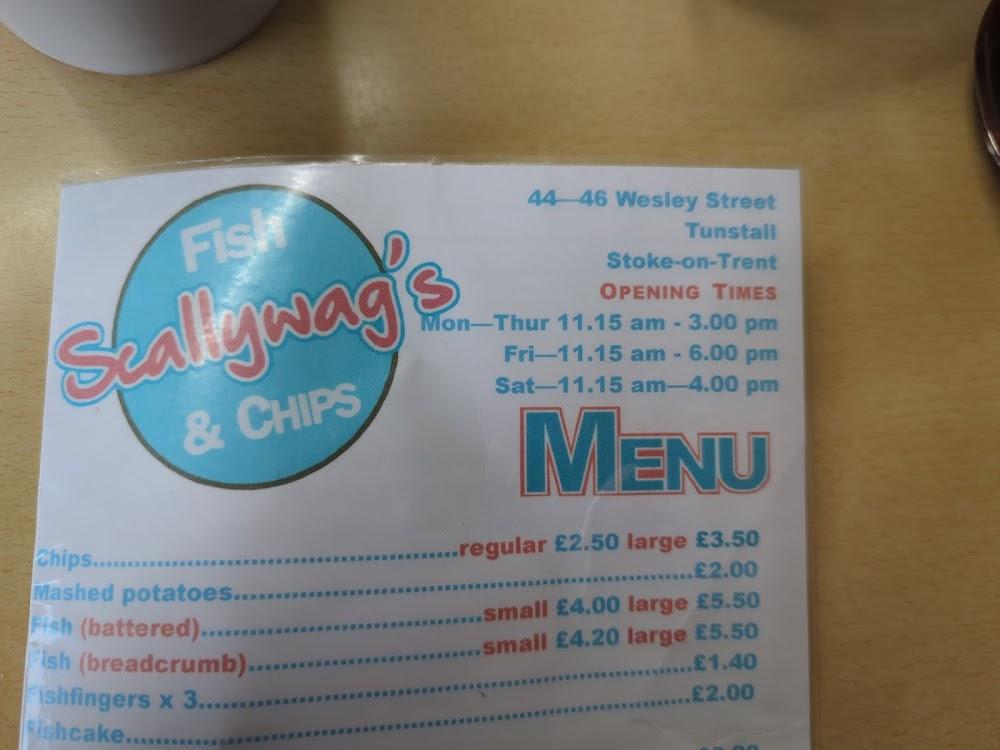 Fish
Scallywag's
& CHIPS
44—46 Wesley Street
Tunstall
Stoke-on-Trent
OPENING TIMES
Mon—Thur 11.15 am - 3.00 pm
Fri—11.15 am - 6.00 pm
Sat—11.15 am—4.00 pm
MENU
Chips..........regular £2.50 large £3.50
Mashed potatoes..........£2.00
Fish (battered)..........small £4.00 large £5.50
Fish (breadcrumb)..........small £4.20 large £5.50
Fishfingers x 3..........£1.40
Fishcake..........£2.00